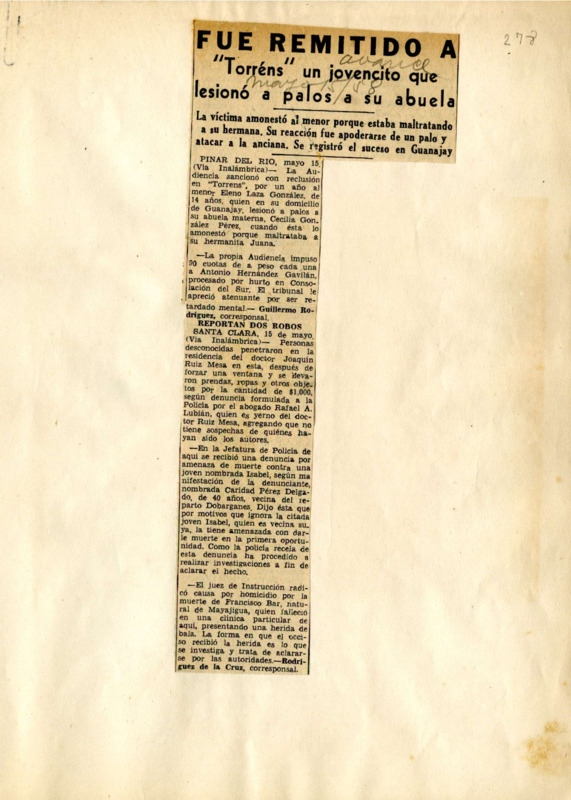 278
FUE REMITIDO A
"Torréns" un jovencito que
lesionó a palos a su abuela
avance
mayo 15/58
La víctima amonestó al menor porque estaba maltratando
a su hermana. Su reacción fue apoderarse de un palo y
atacar a la anciana. Se registró el suceso en Guanajay
PINAR DEL RIO, mayo 15.
(Vía Inalámbrica)— La Au-
diencia sancionó con reclusión
en "Torrens", por un año al
menor Eleno Laza González, de
14 años, quien en su domicilio
de Guanajay, lesionó a palos a
su abuela materna, Cecilia Gon-
zález Pérez, cuando ésta lo
amonestó porque maltrataba a
su hermanita Juana.
—La propia Audiencia impuso
90 cuotas de a peso cada una
a Antonio Hernández Gavilán,
procesado por hurto en Conso-
lación del Sur. El tribunal le
apreció atenuante por ser re-
tardado mental.— Guillermo Ro-
dríguez, corresponsal.
REPORTAN DOS ROBOS
SANTA CLARA, 15 de mayo
(Vía Inalámbrica)— Personas
desconocidas penetraron en la
residencia del doctor Joaquín
Ruiz Mesa en esta, después de
forzar una ventana y se lleva-
ron prendas, ropas y otros obje-
tos por la cantidad de $1,000,
según denuncia formulada a la
Policía por el abogado Rafael A.
Lubián, quien es yerno del doc-
tor Ruiz Mesa, agregando que no
tiene sospechas de quiénes ha-
yan sido los autores.
—En la Jefatura de Policía de
aquí se recibió una denuncia por
amenaza de muerte contra una
joven nombrada Isabel, según ma
nifestación de la denunciante,
nombrada Caridad Pérez Delga-
do, de 40 años, vecina del re-
parto Dobarganes. Dijo ésta que
por motivos que ignora la citada
joven Isabel, quien es vecina su-
ya, la tiene amenazada con dar-
le muerte en la primera oportu-
nidad. Como la policía recela de
esta denuncia ha procedido a
realizar investigaciones a fin de
aclarar el hecho.
—El juez de Instrucción radi-
có causa por homicidio por la
muerte de Francisco Bar, natu-
ral de Mayajigua, quien falleció
en una clínica particular de
aquí, presentando una herida de
bala. La forma en que el occi-
so recibió la herida es lo que
se investiga y trata de aclarar-
se por las autoridades.—Rodrí-
guez de la Cruz, corresponsal.